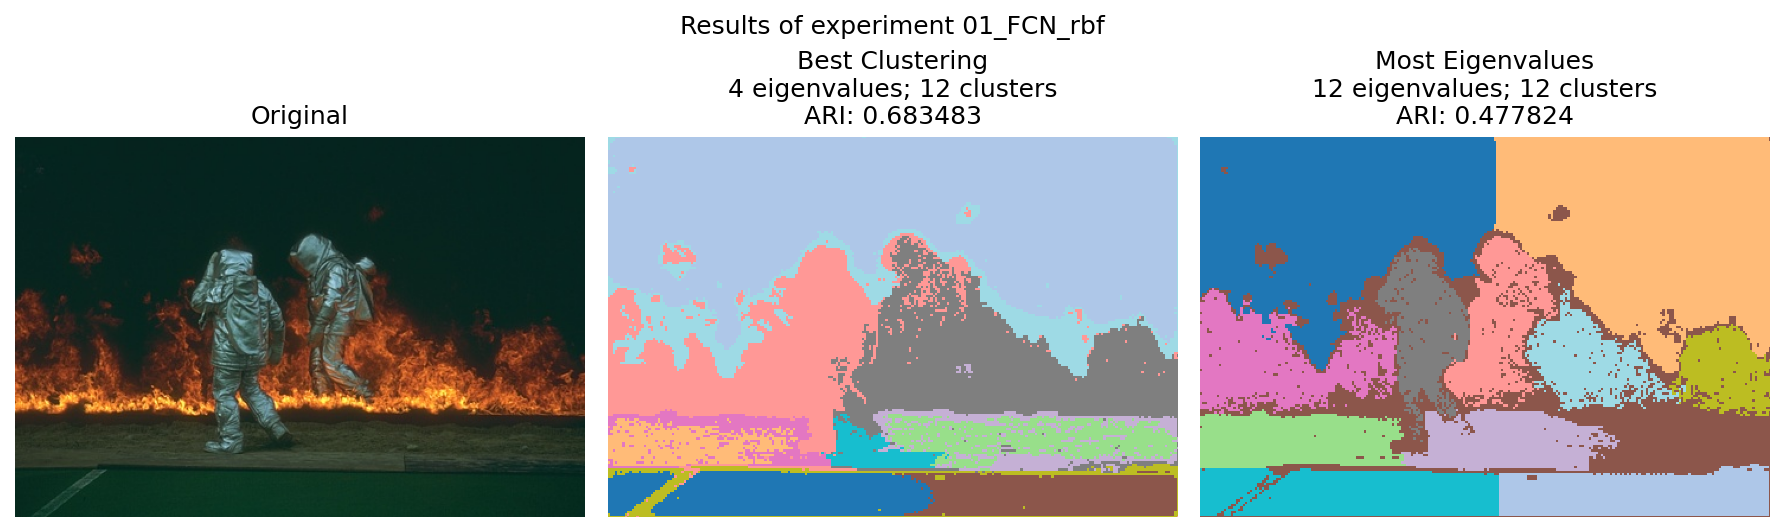 Results of experiment 01_FCN_rbf
Original
Best Clustering
4 eigenvalues; 12 clusters
ARI: 0.683483
Most Eigenvalues
12 eigenvalues; 12 clusters
ARI: 0.477824